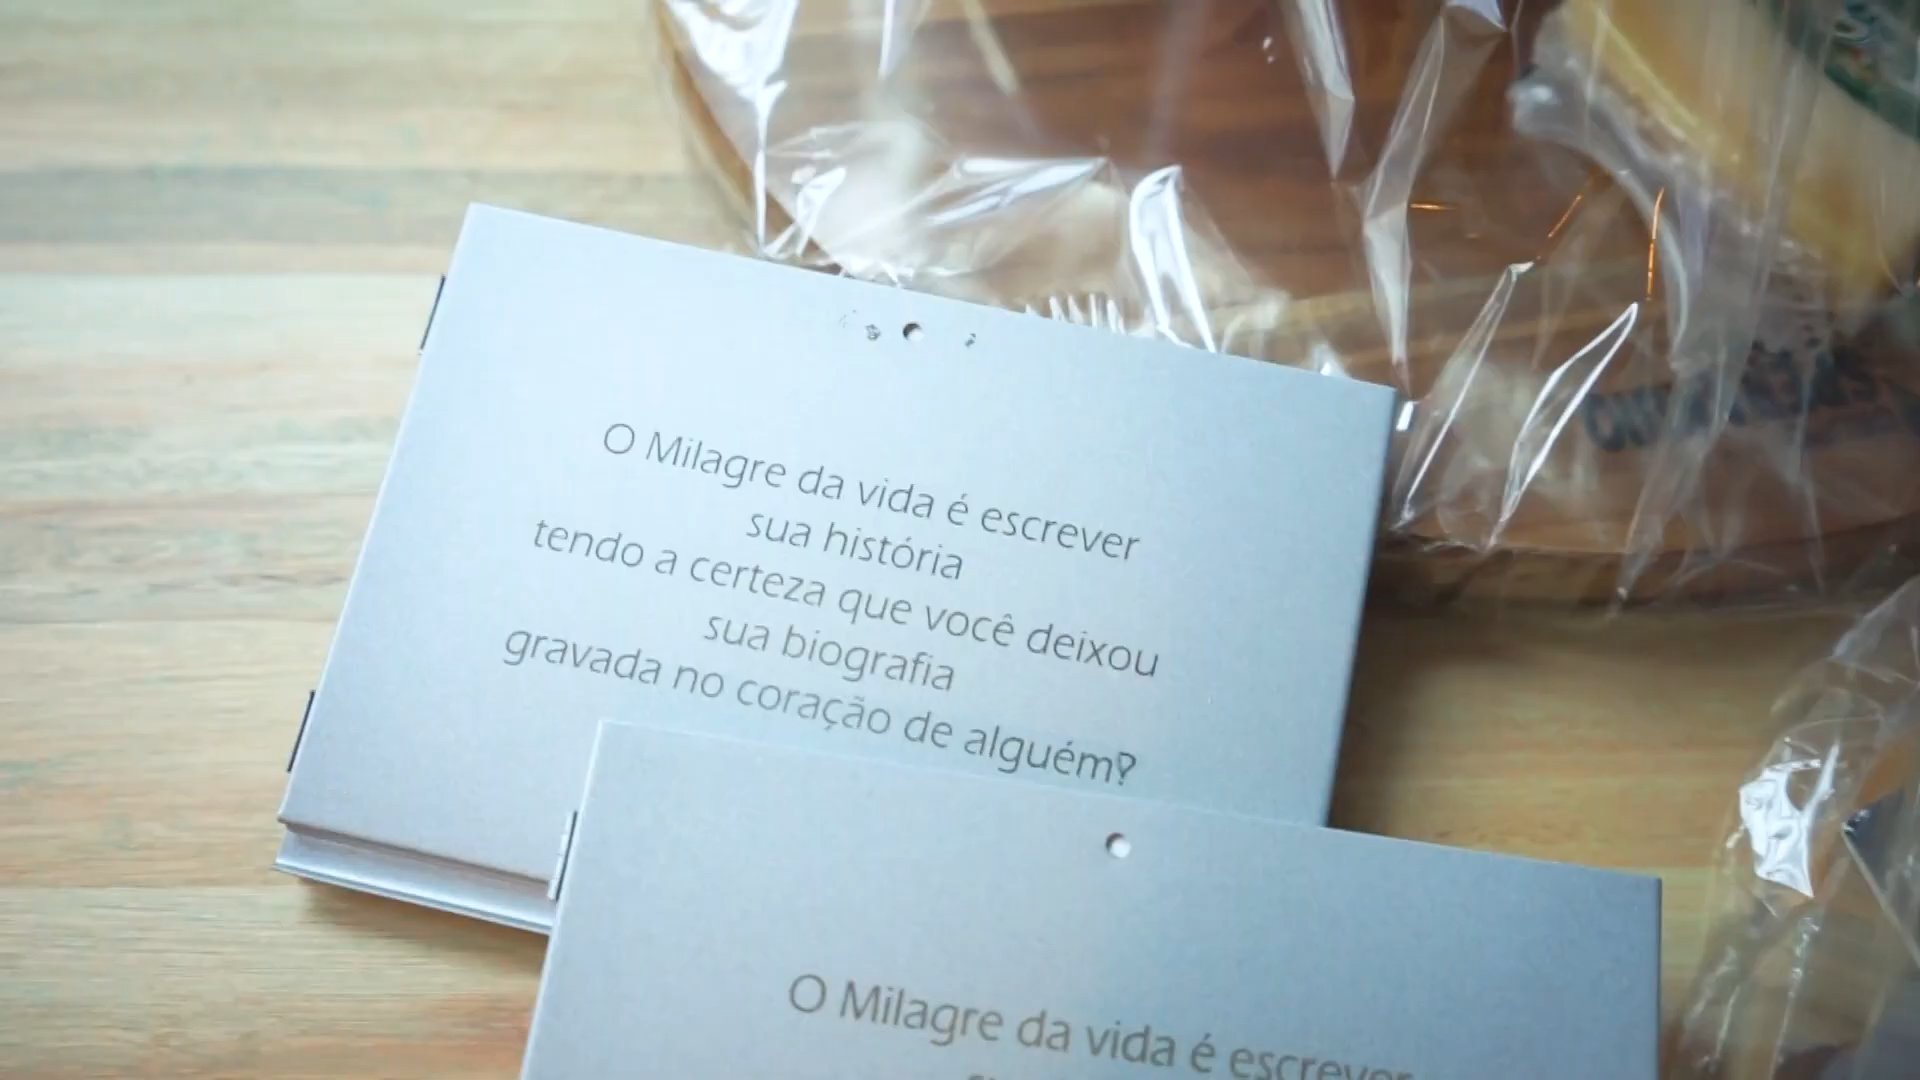 O Milagre da vida é escrever
sua história
tendo a certeza que você deixou
sua biografia
gravada no coração de alguém?
O Milagre da vida é escrever